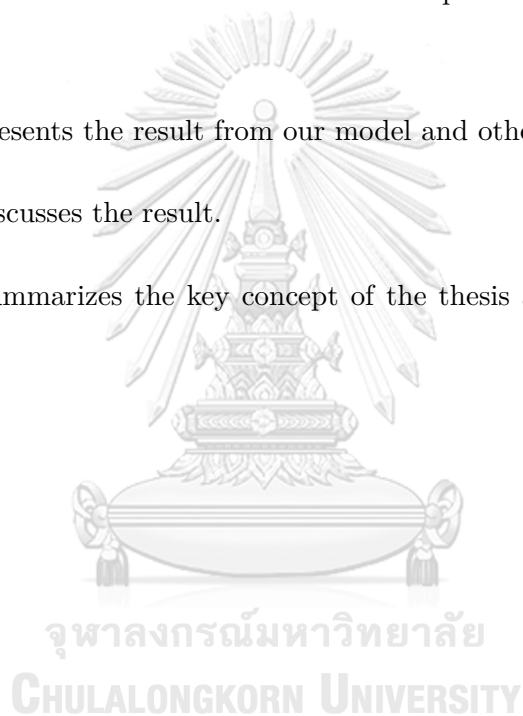 esents the result from our model and othe
scusses the result.
mmarizes the key concept of the thesis
จุฬาลงกรณ์มหาวิทยาลัย
CHULALONGKORN UNIVERSITY